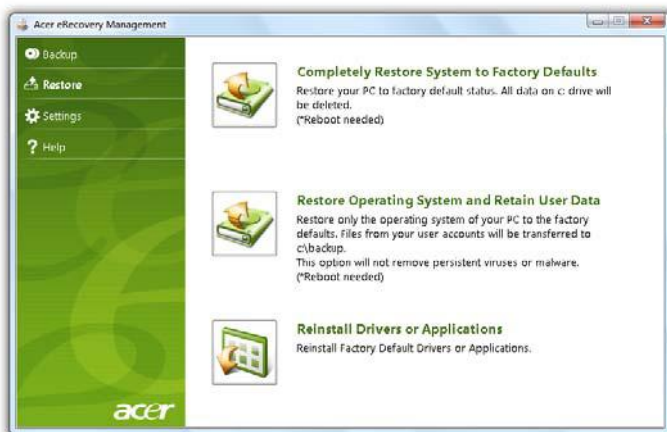 Acer eRecovery Management
Backup
Restore
Settings
? Help
Completely Restore System to Factory Defaults
Restore your PC to factory default status. All data on c: drive will
be deleted.
(*Reboot needed)
Restore Operating System and Retain User Data
Restore only the operating system of your PC to the factory
defaults. Files from your user accounts will be transferred to
c:\backup.
This option will not remove persistent viruses or malware.
(*Reboot needed)
Reinstall Drivers or Applications
Reinstall Factory Default Drivers or Applications.
acer